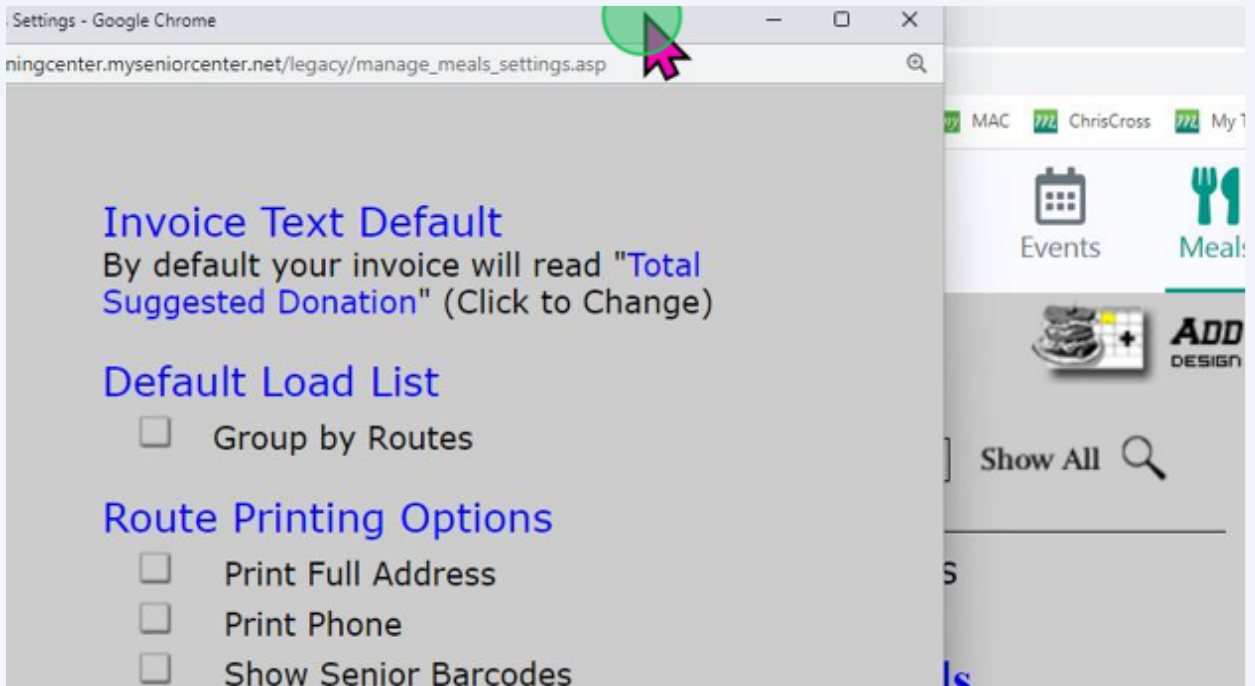 Settings - Google Chrome
ningcenter.myseniorcenter.net/legacy/manage_meals_settings.asp
MAC ChrisCross My
Events
Meals
Invoice Text Default
By default your invoice will read "Total
Suggested Donation" (Click to Change)
ADD
DESIGN
Default Load List
Group by Routes
Show All
Route Printing Options
Print Full Address
Print Phone
Show Senior Barcodes
s
ls